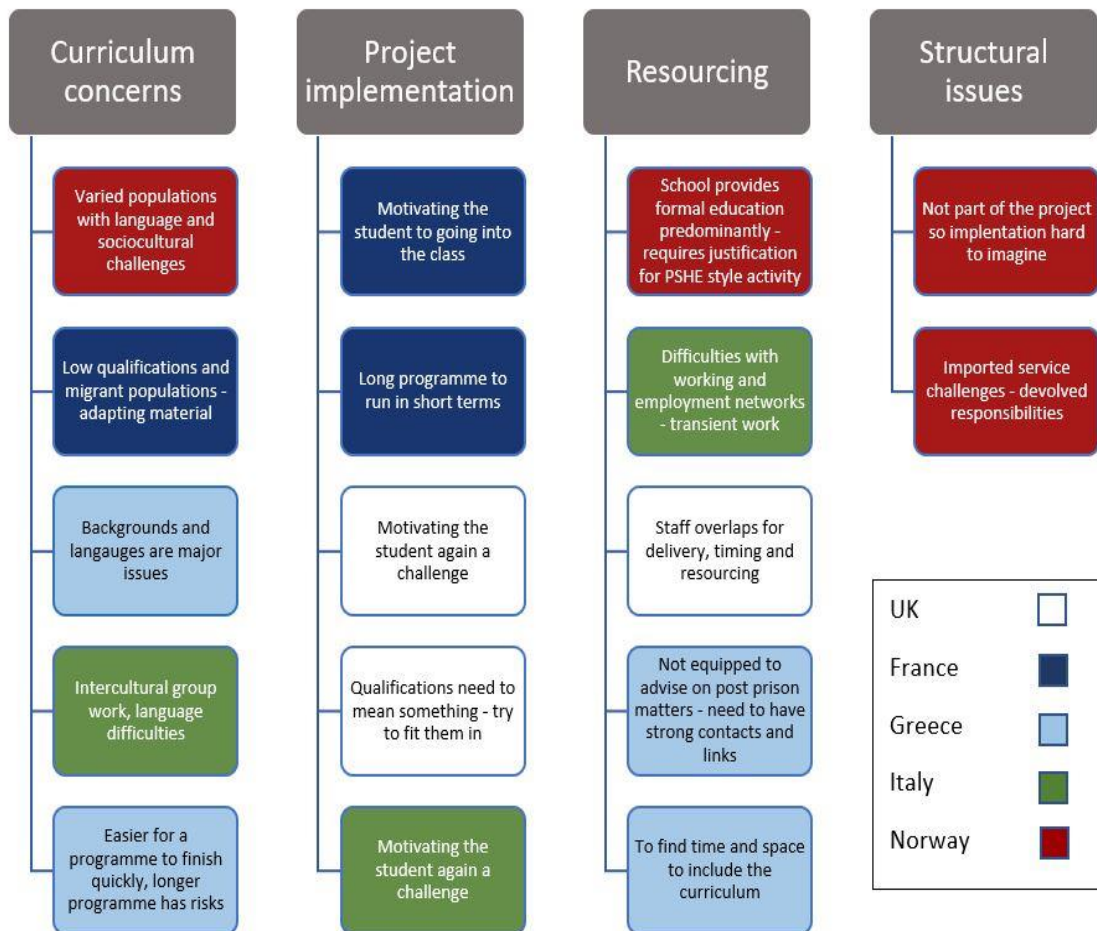 Curriculum
concerns
Varied populations
with language and
sociocultural
challenges
Low qualifications and
migrant populations -
adapting material
Backgrounds and
langauges are major
issues
Intercultural group
work, language
difficulties
Easier for a
programme to finish
quickly, longer
programme has risks
Project
implementation
Motivating the
student to going into
the class
Long programme to
run in short terms
Motivating the
student again a
challenge
Qualifications need to
mean something - try
to fit them in
Motivating the
student again a
challenge
Resourcing
School provides
formal education
predominantly -
requires justification
for PSHE style activity
Difficulties with
working and
employment networks
- transient work
Staff overlaps for
delivery, timing and
resourcing
Not equipped to
advise on post prison
matters - need to have
strong contacts and
links
To find time and space
to include the
curriculum
Structural
issues
Not part of the project
so implentation hard
to imagine
Imported service
challenges - devolved
responsibilities
UK
France
Greece
Italy
Norway